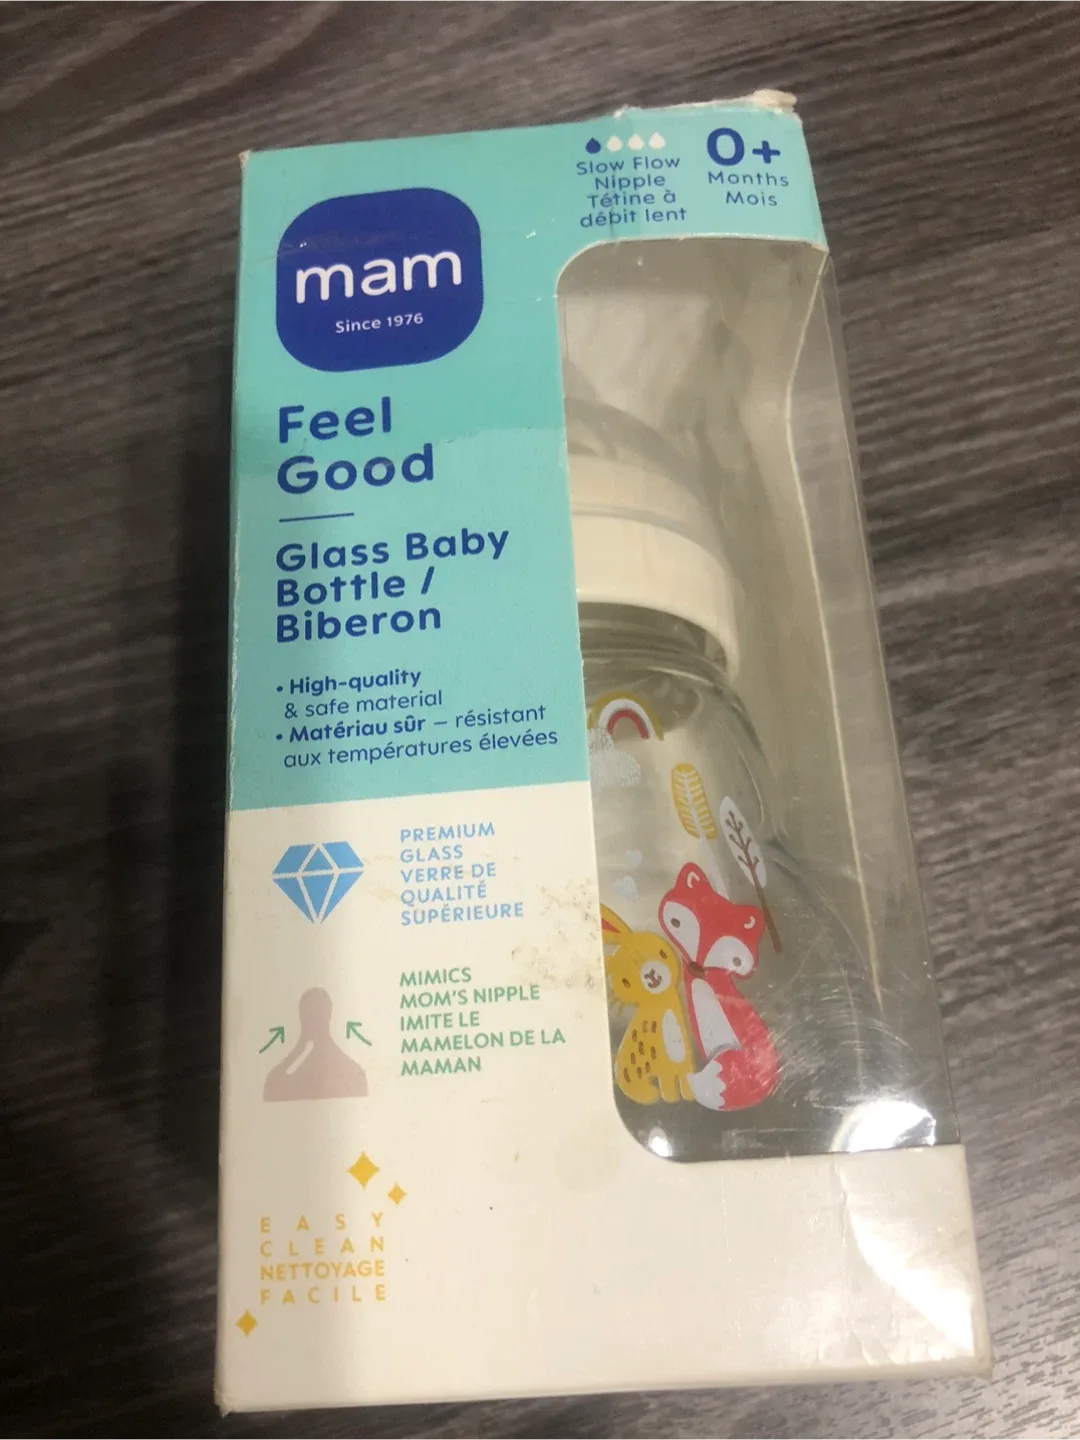 Slow Flow
Nipple
Tétine à
débit lent
0+
Months
Mois
mam
Since 1976
Feel
Good
Glass Baby
Bottle /
Biberon
• High-quality
& safe material
• Matériau sûr – résistant
aux températures élevées
PREMIUM
GLASS
VERRE DE
QUALITÉ
SUPÉRIEURE
MIMICS
MOM'S NIPPLE
IMITE LE
MAMELON DE LA
MAMAN
EASY
CLEAN
NETTOYAGE
FACILE